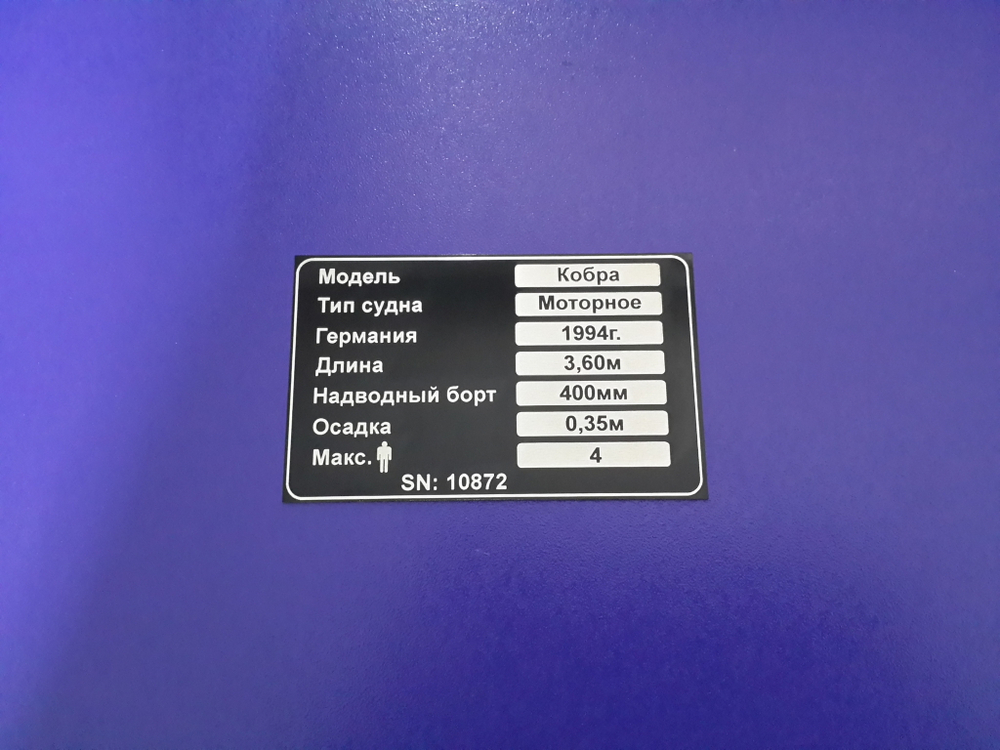 Модель Кобра
Тип судна Моторное
Германия 1994г.
Длина 3,60м
Надводный борт 400мм
Осадка 0,35м
Макс. 4
SN: 10872